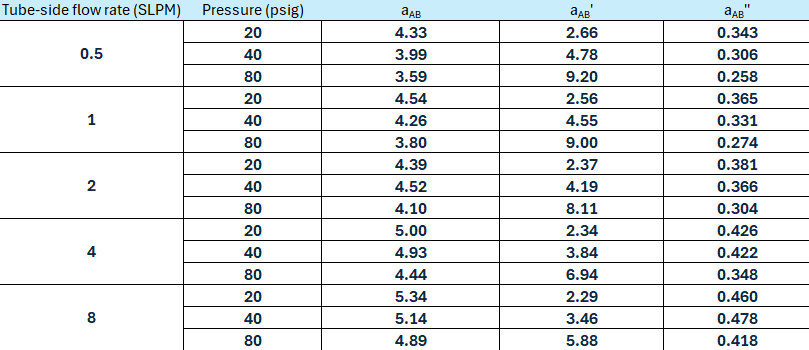 Tube-side flow rate (SLPM) Pressure (psig) aAB aAB' aAB"
20 4.33 2.66 0.343
0.5 40 3.99 4.78 0.306
80 3.59 9.20 0.258
20 4.54 2.56 0.365
1 40 4.26 4.55 0.331
80 3.80 9.00 0.274
20 4.39 2.37 0.381
2 40 4.52 4.19 0.366
80 4.10 8.11 0.304
20 5.00 2.34 0.426
4 40 4.93 3.84 0.422
80 4.44 6.94 0.348
20 5.34 2.29 0.460
8 40 5.14 3.46 0.478
80 4.89 5.88 0.418